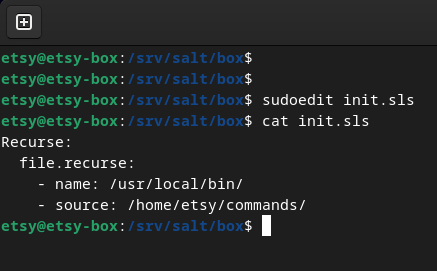 etsy@etsy-box:/srv/salt/box$
etsy@etsy-box:/srv/salt/box$
etsy@etsy-box:/srv/salt/box$ sudoedit init.sls
etsy@etsy-box:/srv/salt/box$ cat init.sls
Recurse:
  file.recurse:
    - name: /usr/local/bin/
    - source: /home/etsy/commands/
etsy@etsy-box:/srv/salt/box$